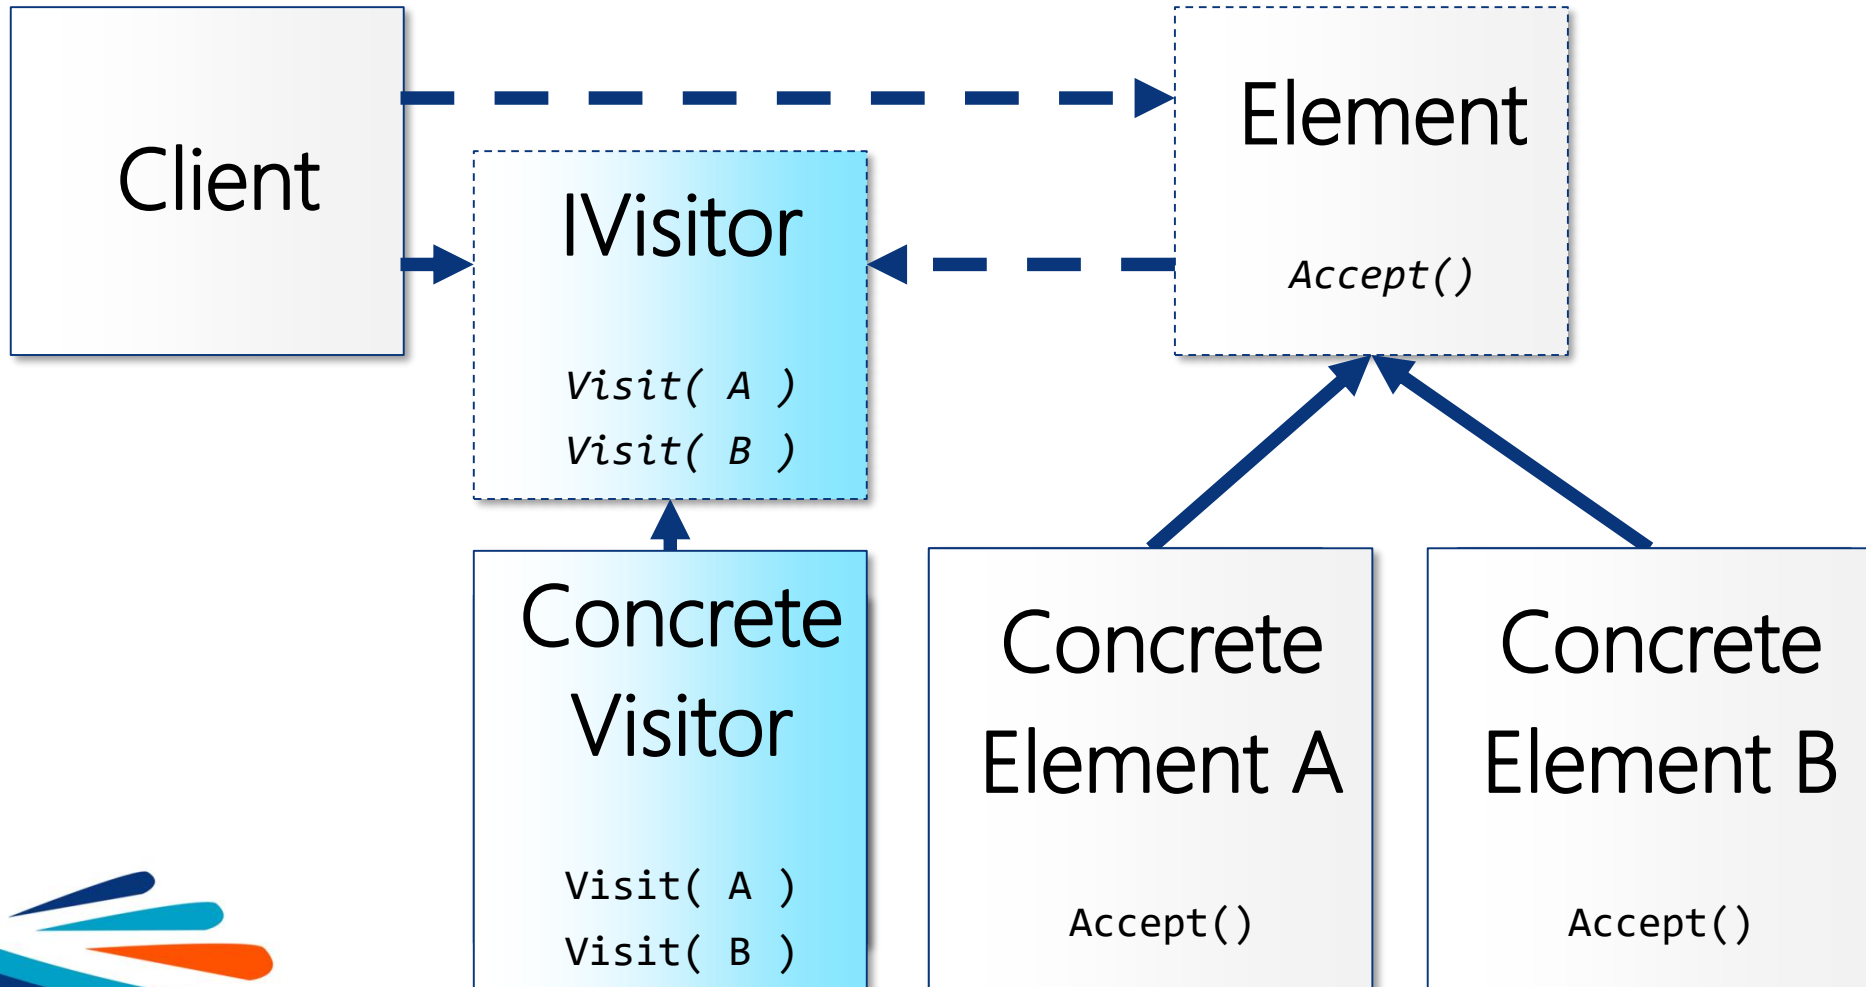 Client
IVisitor
Visit( A )
Visit( B )
Element
Accept()
Concrete
Visitor
Visit( A )
Visit( B )
Concrete
Element A
Accept()
Concrete
Element B
Accept()